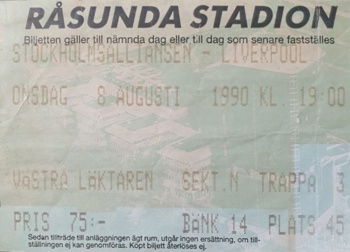 RÅSUNDA STADION
Biljetten gäller till nämnda dag eller till dag som senare fastställes
STOCKHOLMSALLIANSEN - LIVERPOOL
ONSDAG 8 AUGUSTI 1990 KL. 19:00
VÄSTRA LÄKTAREN SEKT.N TRAPPA 3
PRIS 75:- BÄNK 14 PLATS 45
Sedan tillträde till anläggningen ägt rum, utgår ingen ersättning, om till-
ställningen ej kan genomföras. Köpt biljett återlöses ej.